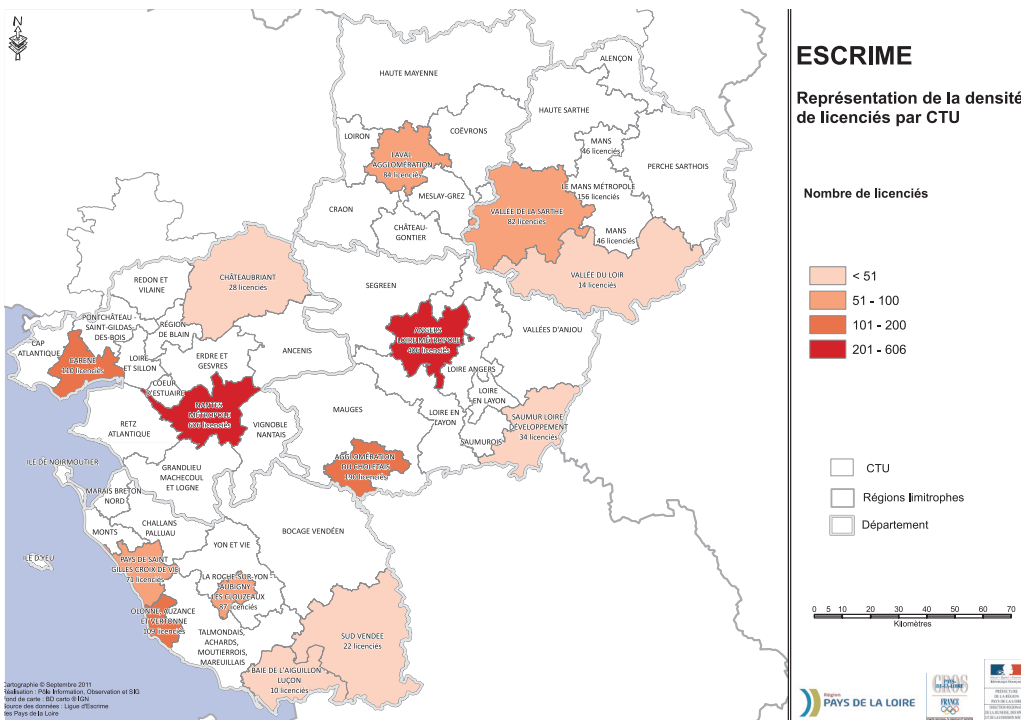 N
HAUTE MAYENNE
ALENÇON
HAUTE SARTHE
LOIRON
COËVRONS
LAVAL
AGGLOMÉRATION
84 licenciés
MANS
46 licenciés
PERCHE SARTHOIS
MESLAY-GREZ
LE MANS MÉTROPOLE
156 licenciés
CRAON
VALLÉE DE LA SARTHE
82 licenciés
CHÂTEAU-
GONTIER
MANS
46 licenciés
CHÂTEAUBRIANT
28 licenciés
VALLÉE DU LOIR
14 licenciés
REDON ET
VILAINE
SEGREEN
PONTCHÂTEAU -
SAINT-GILDAS-
DES-BOIS
RÉGION
DE BLAIN
ANGERS
LOIRE MÉTROPOLE
VALLÉES D'ANJOU
CAP
ATLANTIQUE
CARENE
110 licenciés
LOIRE
ET SILLON
ERDRE ET
GESVRES
ANCENIS
LOIRE ANGERS
COEUR
D'ESTUAIRE
LOIRE
EN LAYON
NANTES
MÉTROPOLE
606 licenciés
MAUGES
LOIRE EN
LAYON
SAUMUR LOIRE
DÉVELOPPEMENT
34 licenciés
RETZ
ATLANTIQUE
VIGNOBLE
NANTAIS
SAUMUROIS
AGGLOMÉRATION
DU CHOLETAIS
licenciés
ILE DE NOIRMOUTIER
GRANDLIEU
MACHECOUL
ET LOGNE
MARAIS BRETON
NORD
CHALLANS
PALLUAU
MONTS
BOCAGE VENDÉEN
YON ET VIE
ILE D'YEU
PAYS DE SAINT
GILLES CROIX DE VIE
71 licenciés
LA ROCHE-SUR-YON -
AUBIGNY -
LES CLOUZEAUX
87 licenciés
OLONNE, AUZANCE
ET VERTONNE
109 licenciés
TALMONDAIS,
ACHARDS,
MOUTIERROIS,
MAREUILLAIS
SUD VENDEE
22 licenciés
BAIE DE L'AIGUILLON
LUÇON
10 licenciés
Cartographie © Septembre 2011
Réalisation : Pôle Information, Observation et SIG
Fond de carte : BD carto ® IGN
Source des données : Ligue d'Escrime
des Pays de la Loire
ESCRIME
Représentation de la densité
de licenciés par CTU
Nombre de licenciés
< 51
51 - 100
101 - 200
201 - 606
CTU
Régions limitrophes
Département
0 5 10 20 30 40 50 60 70
Kilomètres
Région
PAYS DE LA LOIRE
CROS
FRANCE